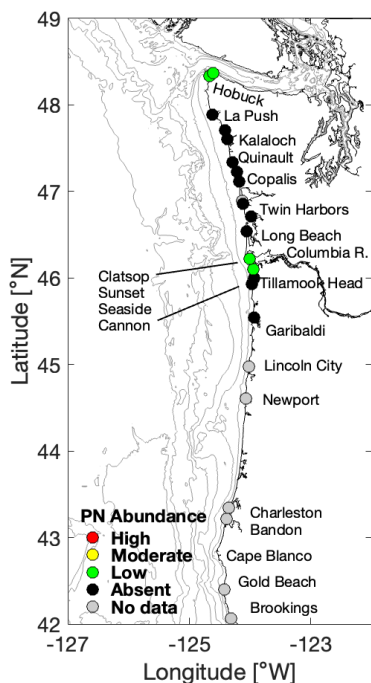 49
48
47
46
45
44
43
42
Latitude [°N]
Hobuck
La Push
Kalaloch
Quinault
Copalis
Twin Harbors
Long Beach
Columbia R.
Clatsop
Sunset
Seaside
Cannon
Tillamook Head
Garibaldi
Lincoln City
Newport
Charleston
Bandon
Cape Blanco
Gold Beach
Brookings
PN Abundance
High
Moderate
Low
Absent
No data
-127
-125
-123
Longitude [°W]